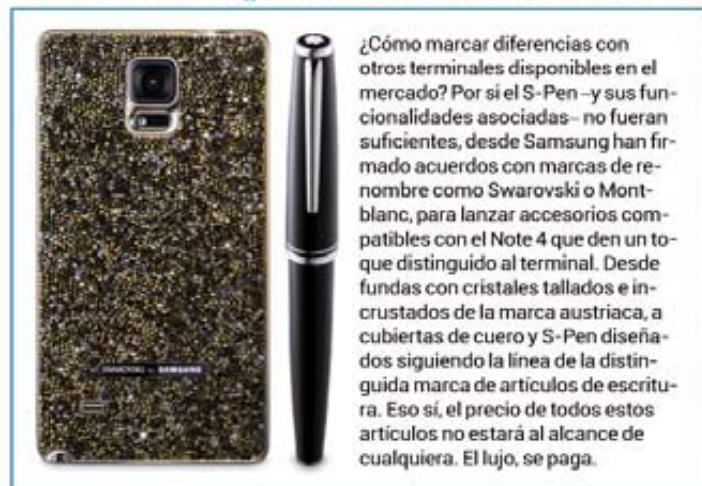 ¿Cómo marcar diferencias con
otros terminales disponibles en el
mercado? Por si el S-Pen –y sus fun-
cionalidades asociadas– no fueran
suficientes, desde Samsung han fir-
mado acuerdos con marcas de re-
nombre como Swarovski o Mont-
blanc, para lanzar accesorios com-
patibles con el Note 4 que den un to-
que distinguido al terminal. Desde
fundas con cristales tallados e in-
crustados de la marca austriaca, a
cubiertas de cuero y S-Pen diseña-
dos siguiendo la línea de la distin-
guida marca de artículos de escritu-
ra. Eso sí, el precio de todos estos
artículos no estará al alcance de
cualquiera. El lujo, se paga.
SAMSUNG